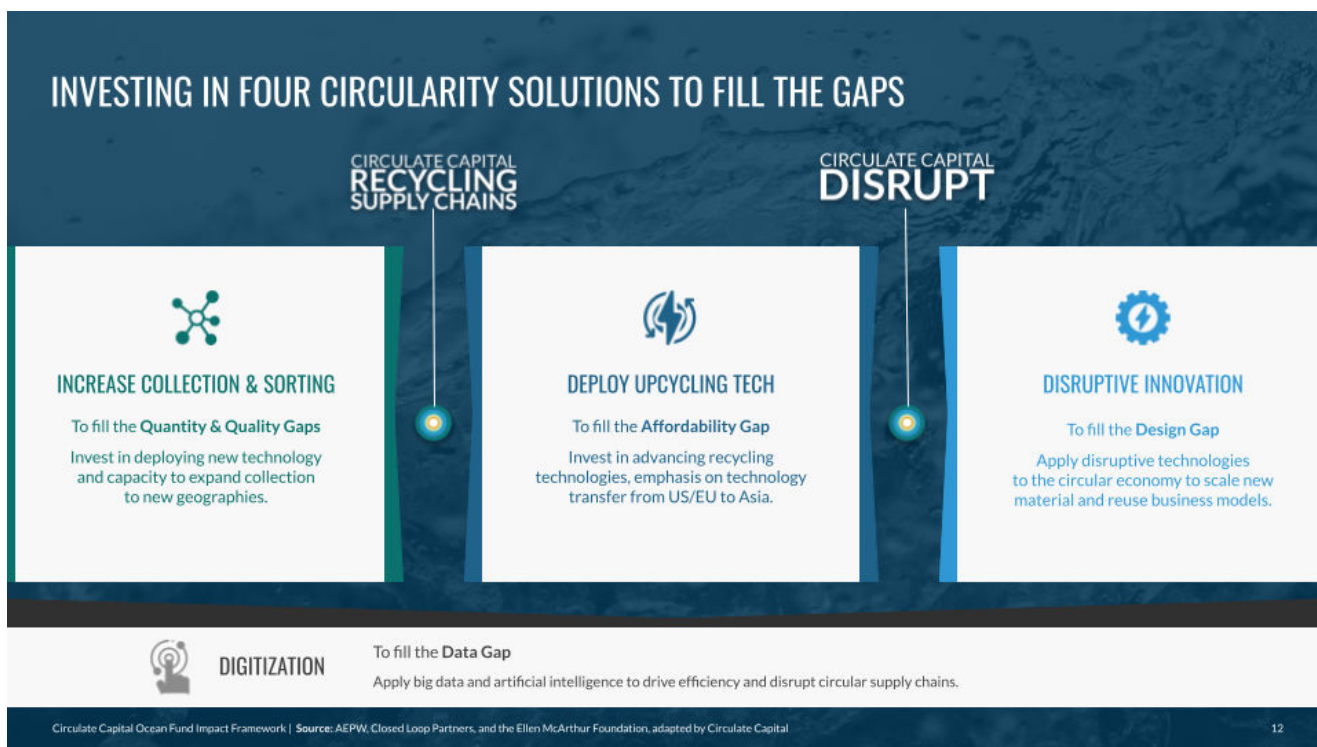 INVESTING IN FOUR CIRCULARITY SOLUTIONS TO FILL THE GAPS
CIRCULATE CAPITAL
RECYCLING
SUPPLY CHAINS
CIRCULATE CAPITAL
DISRUPT
INCREASE COLLECTION & SORTING
To fill the Quantity & Quality Gaps
Invest in deploying new technology
and capacity to expand collection
to new geographies.
DEPLOY UPCYCLING TECH
To fill the Affordability Gap
Invest in advancing recycling
technologies, emphasis on technology
transfer from US/EU to Asia.
DISRUPTIVE INNOVATION
To fill the Design Gap
Apply disruptive technologies
to the circular economy to scale new
material and reuse business models.
DIGITIZATION
To fill the Data Gap
Apply big data and artificial intelligence to drive efficiency and disrupt circular supply chains.
Circulate Capital Ocean Fund Impact Framework | Source: AEPW, Closed Loop Partners, and the Ellen McArthur Foundation, adapted by Circulate Capital
12